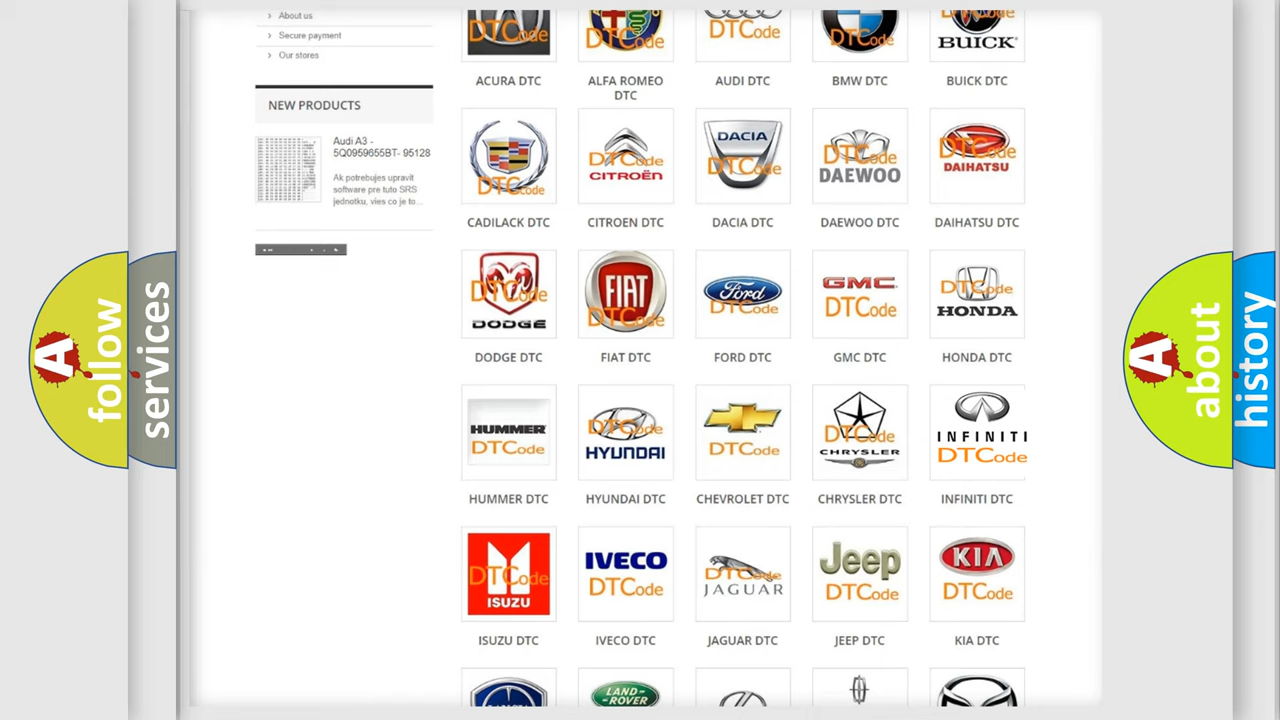 About us
Secure payment
Our stores
NEW PRODUCTS
Audi A3 -
5Q0959655BT- 95128
Ak potrebujes upravit
software pre tuto SRS
jednotku, vies co je to...
DTCode
DTCode
DTCode
DTCode
BUICK
ACURA DTC
ALFA ROMEO
DTC
AUDI DTC
BMW DTC
BUICK DTC
DTCode
DTCode
CITROËN
DACIA
DTCode
DTCode
DAEWOO
DTCode
DAIHATSU
CADILACK DTC
CITROEN DTC
DACIA DTC
DAEWOO DTC
DAIHATSU DTC
DTCode
DODGE
FIAT
DTCode
Ford
DTCode
GMC
DTCode
DTCode
HONDA
DODGE DTC
FIAT DTC
FORD DTC
GMC DTC
HONDA DTC
HUMMER
DTCode
DTCode
HYUNDAI
DTCode
DTCode
CHRYSLER
INFINITI
DTCode
HUMMER DTC
HYUNDAI DTC
CHEVROLET DTC
CHRYSLER DTC
INFINITI DTC
DTCode
ISUZU
IVECO
DTCode
DTCode
JAGUAR
Jeep
DTCode
KIA
DTCode
ISUZU DTC
IVECO DTC
JAGUAR DTC
JEEP DTC
KIA DTC
LAND-
ROVER
A
follow
services
A
about
history